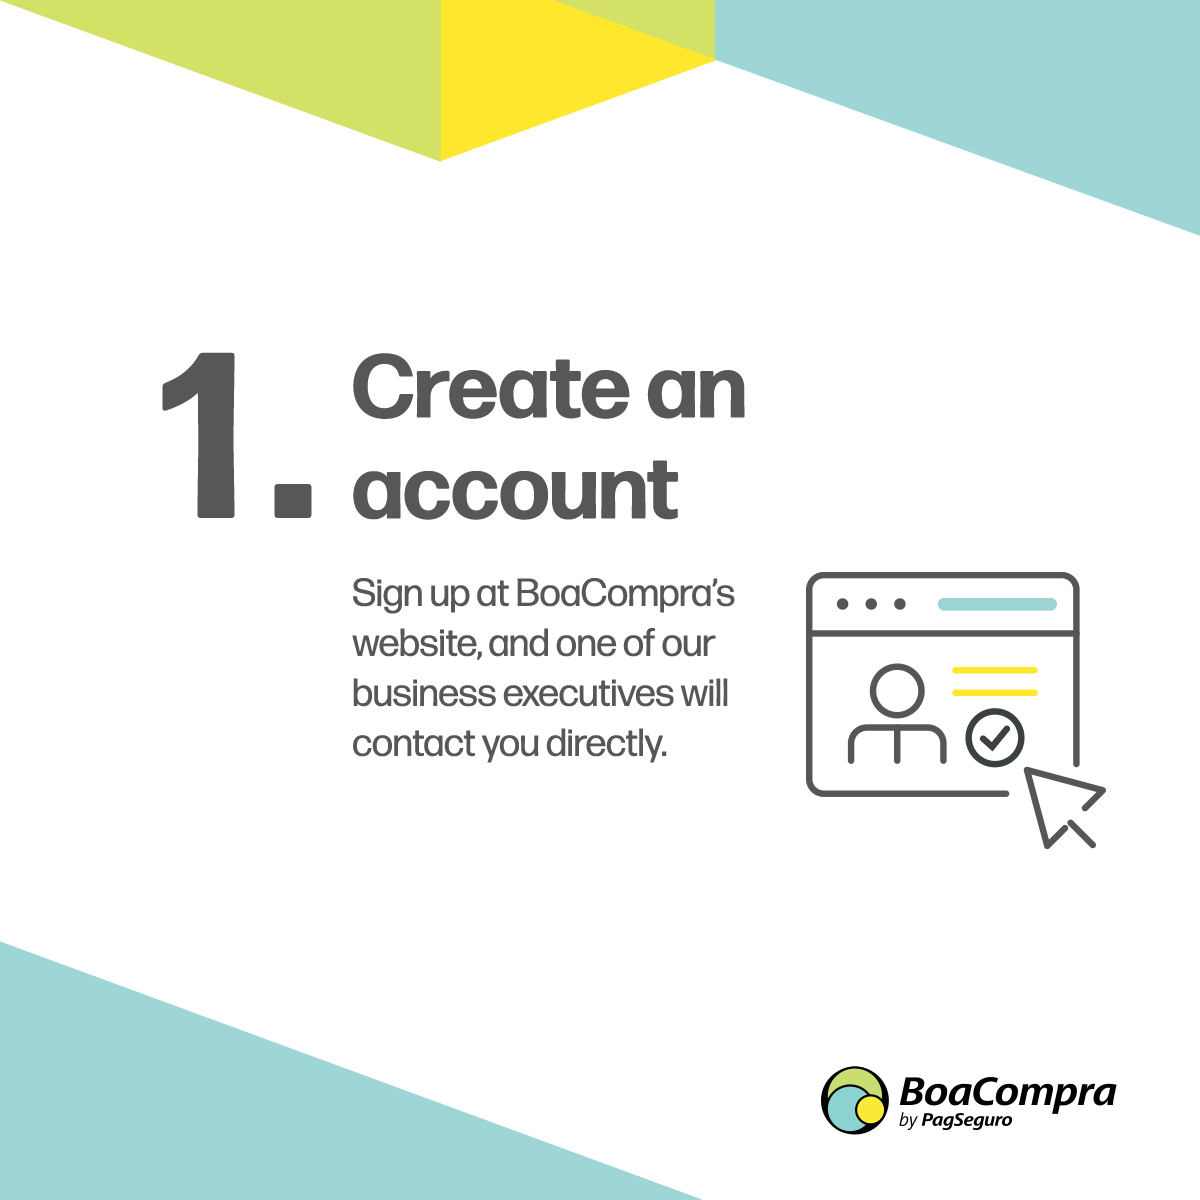 1.
Create an
account
Sign up at BoaCompra’s
website, and one of our
business executives will
contact you directly.
BoaCompra
by PagSeguro